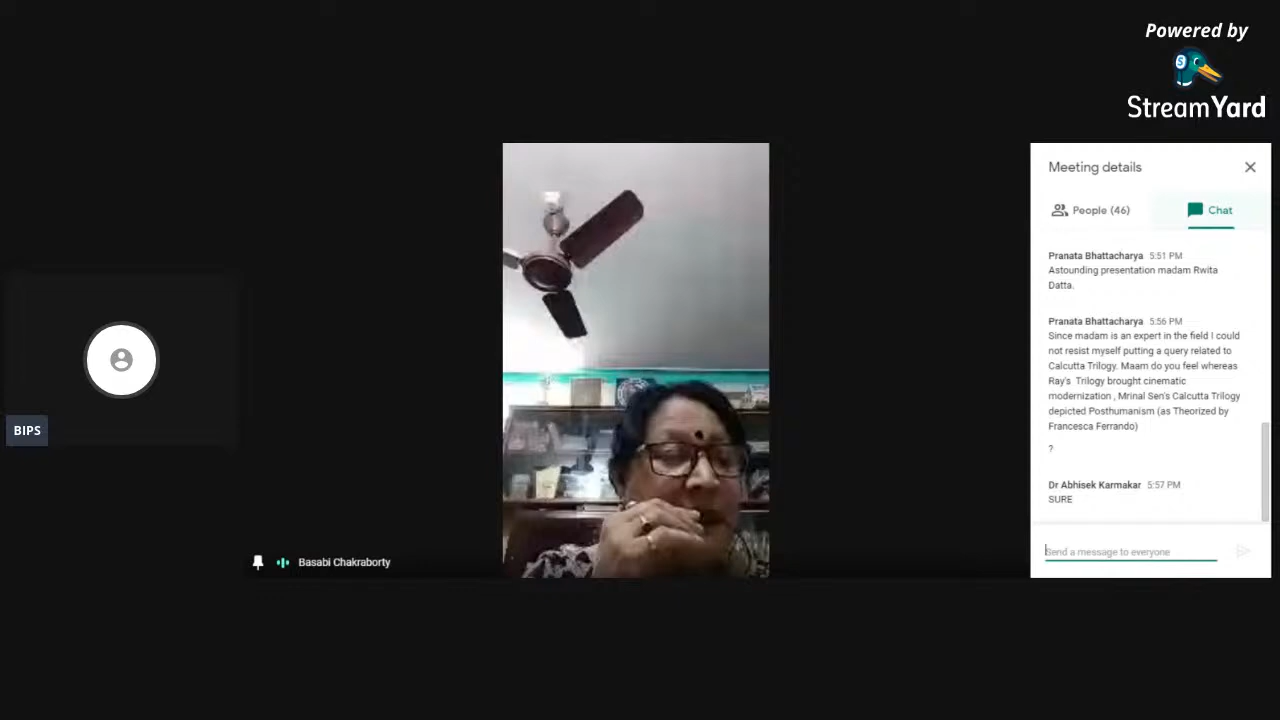 Powered by
StreamYard
Meeting details
People (46)
Chat
Pranata Bhattacharya 5:51 PM
Astounding presentation madam Rwita
Datta.
Pranata Bhattacharya 5:56 PM
Since madam is an expert in the field I could
not resist myself putting a query related to
Calcutta Trilogy. Maam do you feel whereas
Ray's Trilogy brought cinematic
modernization , Mrinal Sen's Calcutta Trilogy
depicted Posthumanism (as Theorized by
Francesca Ferrando)
?
Dr Abhisek Karmakar 5:57 PM
SURE
Send a message to everyone
BIPS
Basabi Chakraborty